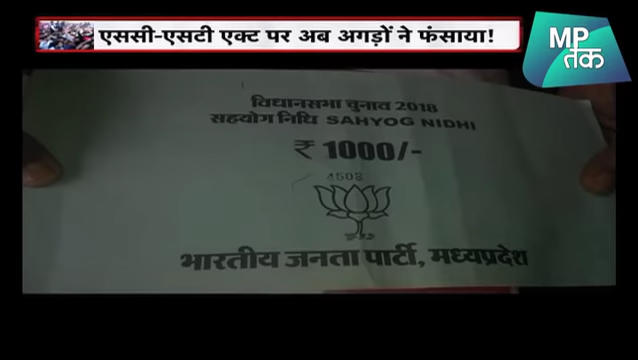 एससी-एसटी एक्ट पर अब अगड़ों ने फंसाया!
MP
तक
विधानसभा चुनाव 2018
सहयोग निधि SAHYOG NIDHI
₹ 1000/-
4508
भारतीय जनता पार्टी, मध्यप्रदेश